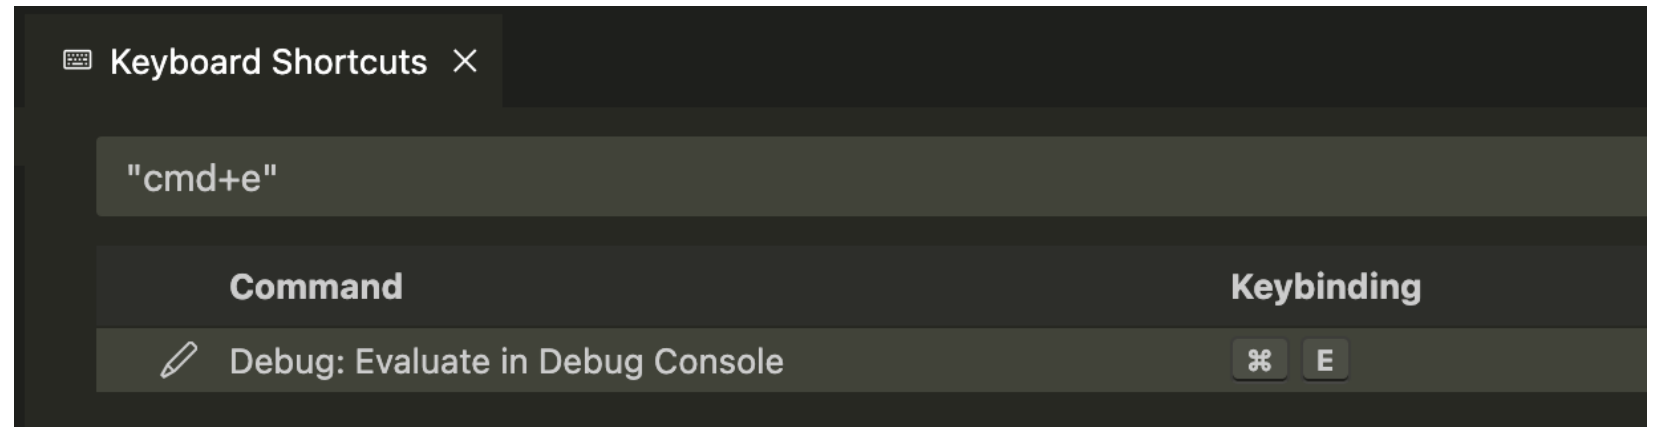 Keyboard Shortcuts
"cmd+e"
Command Keybinding
Debug: Evaluate in Debug Console ⌘ E